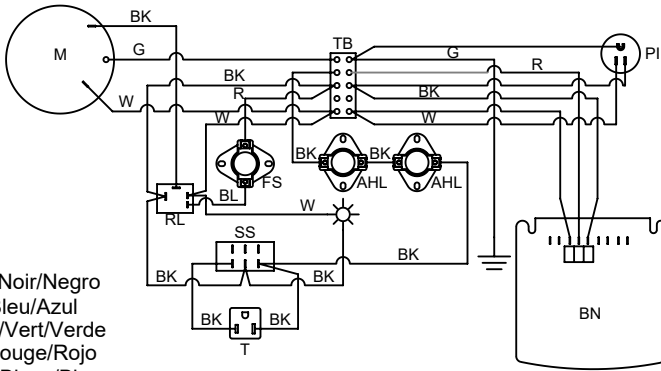 BK
TB
M
G
G
PI
R
BK
BK
R
W
W
W
BK
BK
FS
AHL
AHL
BL
W
RL
SS
BK
BK
BK
Noir/Negro
leu/Azul
/Vert/Verde
ouge/Rojo
BK
BK
T
BN